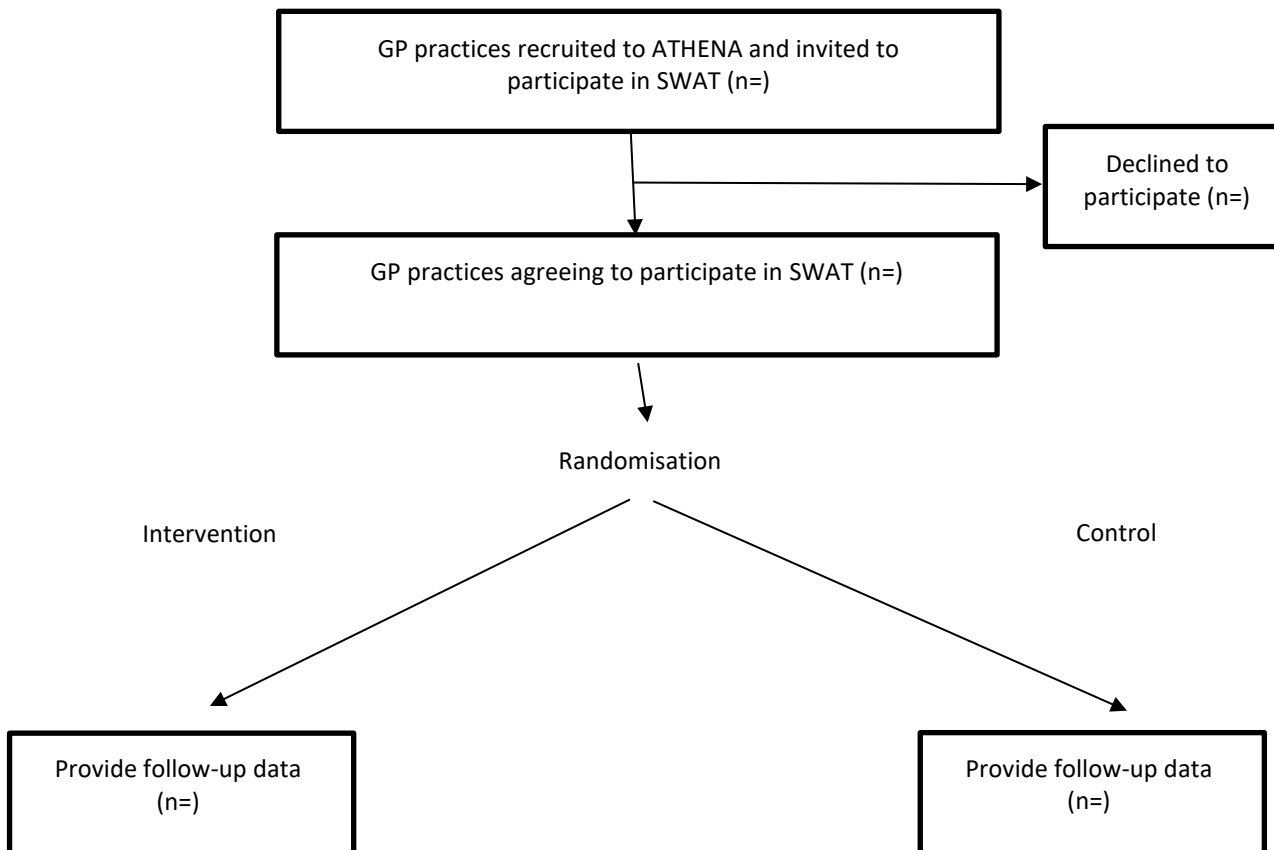 GP practices recruited to ATHENA and invited to
participate in SWAT (n=)
Declined to
participate (n=)
GP practices agreeing to participate in SWAT (n=)
Randomisation
Intervention
Control
Provide follow-up data
(n=)
Provide follow-up data
(n=)